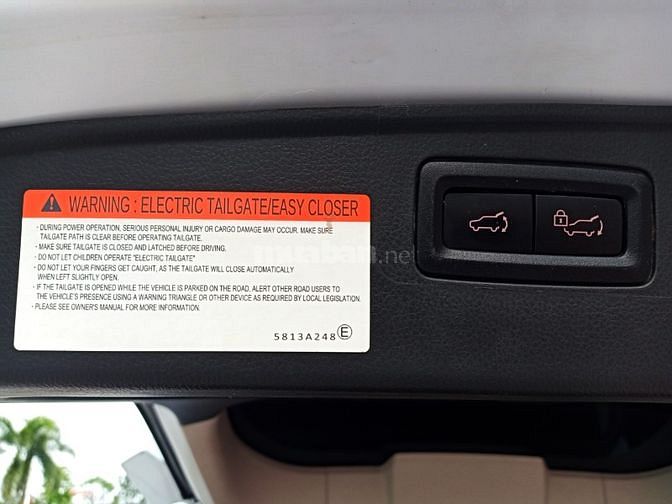 WARNING : ELECTRIC TAILGATE/EASY CLOSER
· DURING POWER OPERATION, SERIOUS PERSONAL INJURY OR CARGO DAMAGE MAY OCCUR. MAKE SURE
TAILGATE PATH IS CLEAR BEFORE OPERATING TAILGATE.
· MAKE SURE TAILGATE IS CLOSED AND LATCHED BEFORE DRIVING.
· DO NOT LET CHILDREN OPERATE "ELECTRIC TAILGATE"
· DO NOT LET YOUR FINGERS GET CAUGHT, AS THE TAILGATE WILL CLOSE AUTOMATICALLY
WHEN LEFT SLIGHTLY OPEN.
· IF THE TAILGATE IS OPENED WHILE THE VEHICLE IS PARKED ON THE ROAD. ALERT OTHER ROAD USERS TO
THE VEHICLE'S PRESENCE USING A WARNING TRIANGLE OR OTHER DEVICE AS REQUIRED BY LOCAL LEGISLATION.
· PLEASE SEE OWNER'S MANUAL FOR MORE INFORMATION.
5813A248 E
muaban.net